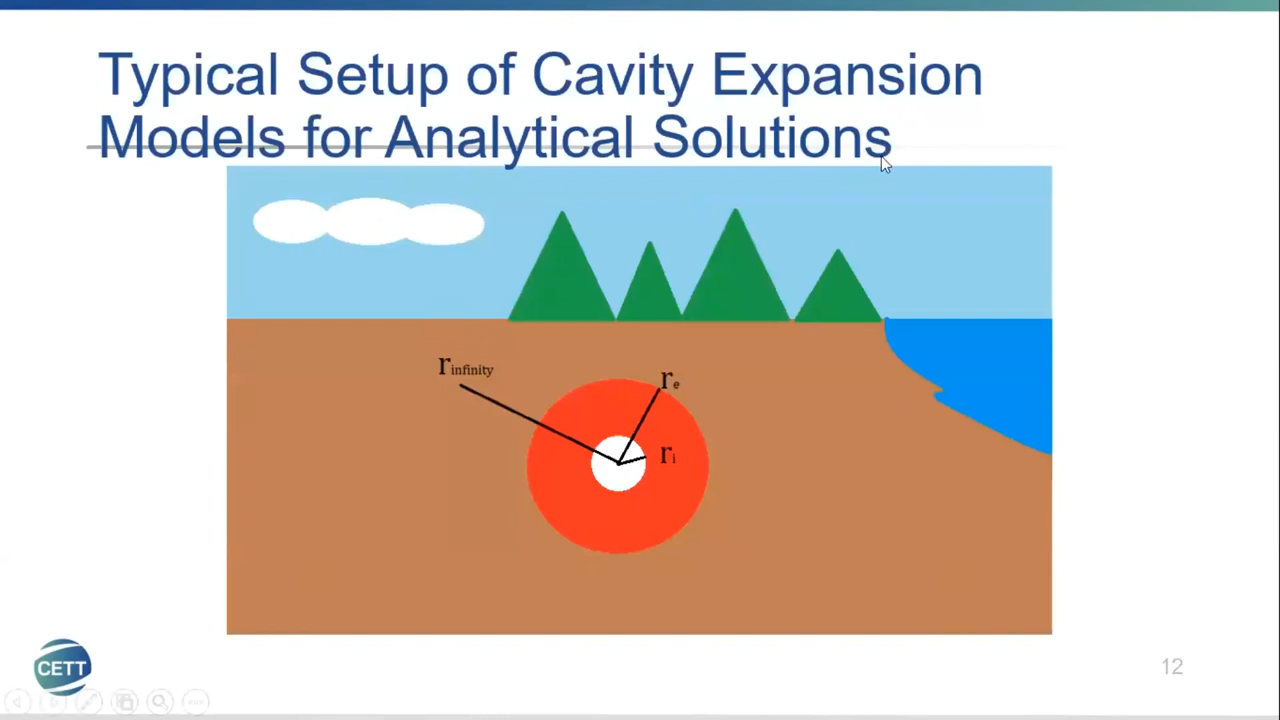 Typical Setup of Cavity Expansion
Models for Analytical Solutions
r infinity
r e
r i
CETT
12